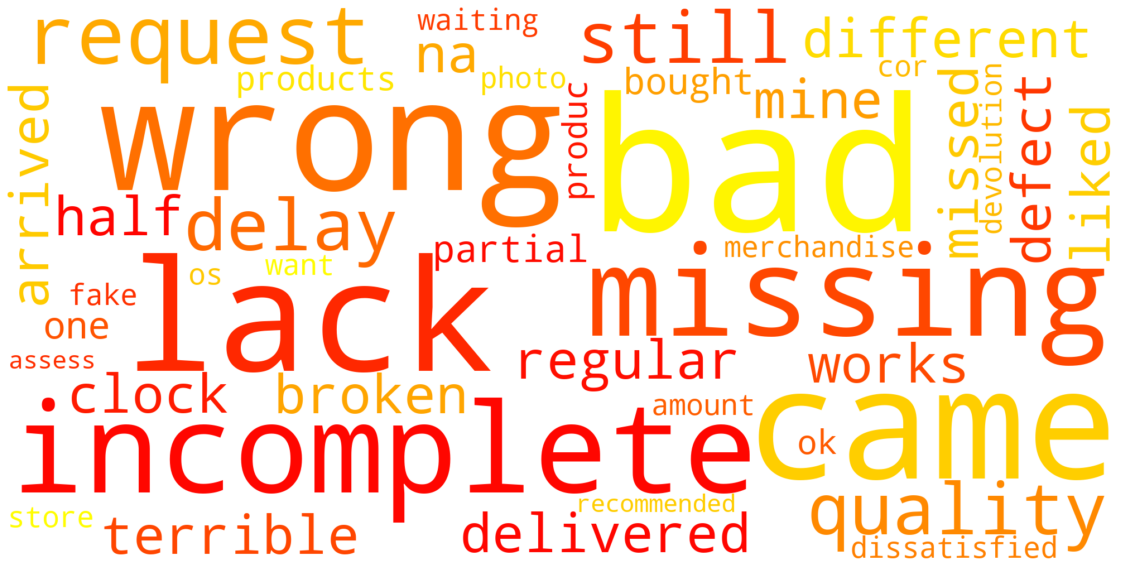 request
waiting
na
still
different
products
photo
bought
cor
mine
arrived
wrong
produc
bad
missed
devolution
defect
liked
half
delay
partial
merchandise
os
want
lack
missing
fake
one
assess
clock
broken
regular
works
amount
came
incomplete
ok
store
terrible
recommended
delivered
quality
dissatisfied